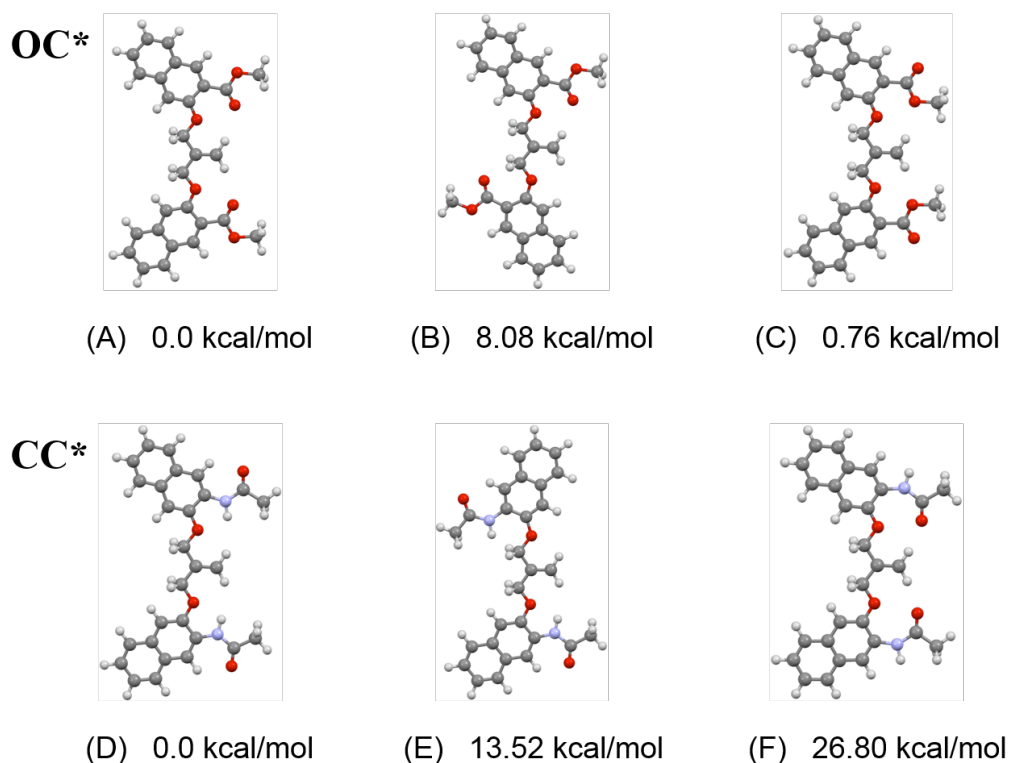 OC*
(A) 0.0 kcal/mol (B) 8.08 kcal/mol (C) 0.76 kcal/mol
CC*
(D) 0.0 kcal/mol (E) 13.52 kcal/mol (F) 26.80 kcal/mol